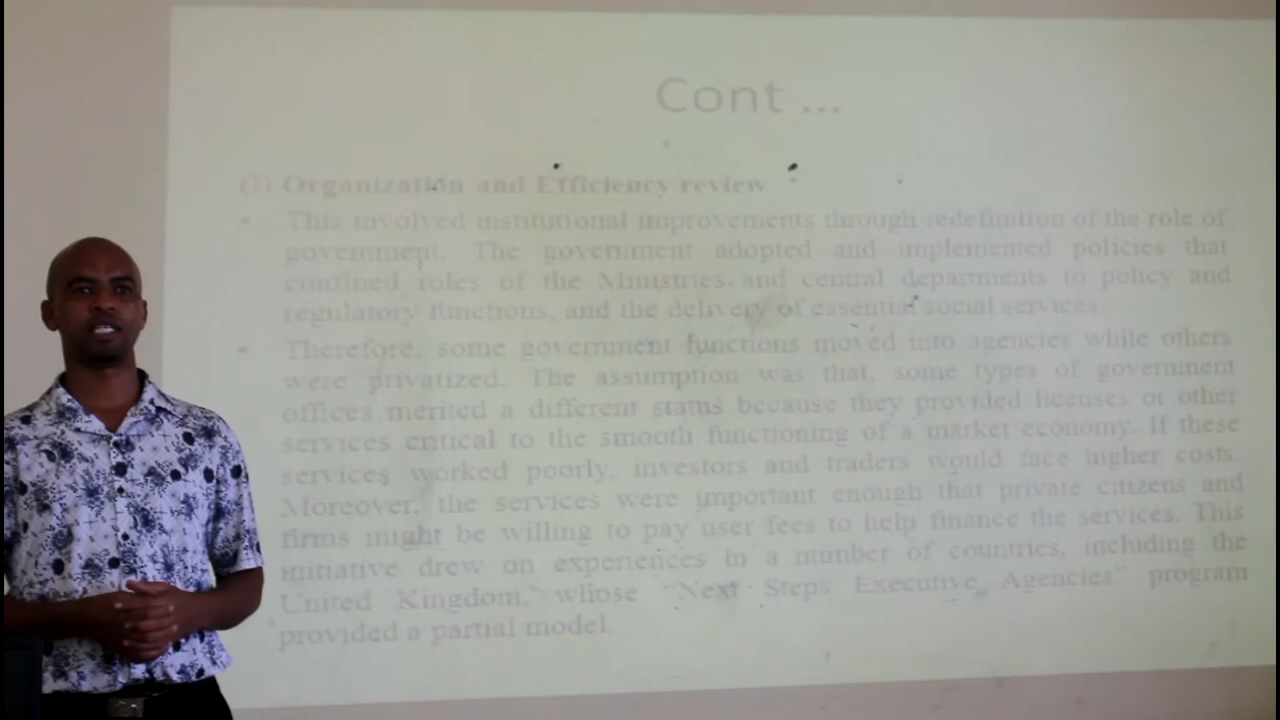 Cont ...
(I) Organization and Efficiency review
• This involved institutional improvements through redefinition of the role of
government. The government adopted and implemented policies that
confined roles of the Ministries and central departments to policy and
regulatory functions, and the delivery of essential social services.
• Therefore, some government functions moved into agencies while others
were privatized. The assumption was that, some types of government
offices merited a different status because they provided licenses or other
services critical to the smooth functioning of a market economy. If these
services worked poorly, investors and traders would face higher costs.
Moreover, the services were important enough that private citizens and
firms might be willing to pay user fees to help finance the services. This
initiative drew on experiences in a number of countries, including the
United Kingdom, whose "Next Steps Executive Agencies" program
provided a partial model.